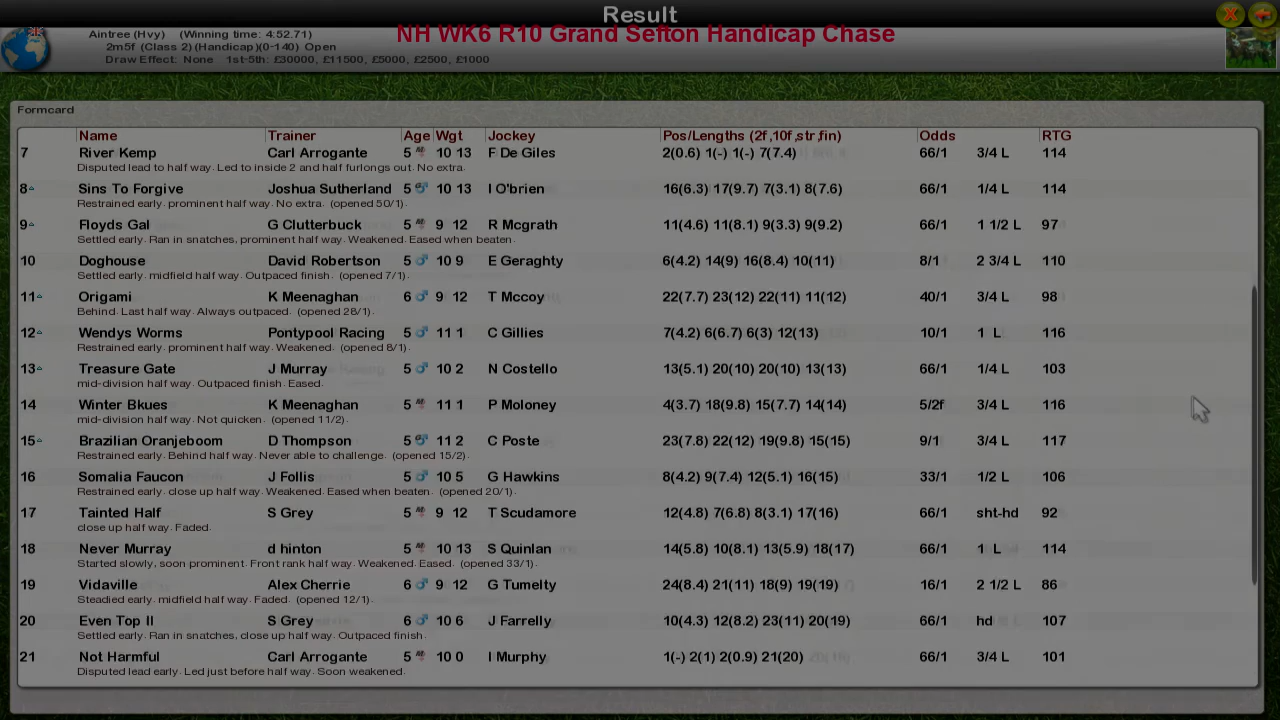 Result
NH WK6 R10 Grand Sefton Handicap Chase
Aintree (Hvy) (Winning time: 4:52.71)
2m5f (Class 2) (Handicap)(0-140) Open
Draw Effect: None 1st-5th: £30000, £11500, £5000, £2500, £1000
Formcard
Name Trainer Age Wgt Jockey Pos/Lengths (2f,10f,str,fin) Odds RTG
7 River Kemp Carl Arrogante 5 10 13 F De Giles 2(0.6) 1(-) 1(-) 7(7.4) 66/1 3/4 L 114
Disputed lead to half way. Led to inside 2 and half furlongs out. No extra.
8 Sins To Forgive Joshua Sutherland 5 10 13 I O'brien 16(6.3) 17(9.7) 7(3.1) 8(7.6) 66/1 1/4 L 114
Restrained early. prominent half way. No extra. (opened 50/1).
9 Floyds Gal G Clutterbuck 5 9 12 R Mcgrath 11(4.6) 11(8.1) 9(3.3) 9(9.2) 66/1 1 1/2 L 97
Settled early. Ran in snatches, prominent half way. Weakened. Eased when beaten.
10 Doghouse David Robertson 5 10 9 E Geraghty 6(4.2) 14(9) 16(8.4) 10(11) 8/1 2 3/4 L 110
Settled early. midfield half way. Outpaced finish. (opened 7/1).
11 Origami K Meenaghan 6 9 12 T Mccoy 22(7.7) 23(12) 22(11) 11(12) 40/1 3/4 L 98
Behind. Last half way. Always outpaced. (opened 28/1).
12 Wendys Worms Pontypool Racing 5 11 1 C Gillies 7(4.2) 6(6.7) 6(3) 12(13) 10/1 1 L 116
Restrained early. prominent half way. Weakened. (opened 8/1).
13 Treasure Gate J Murray 5 10 2 N Costello 13(5.1) 20(10) 20(10) 13(13) 66/1 1/4 L 103
mid-division half way. Outpaced finish. Eased.
14 Winter Bkues K Meenaghan 5 11 1 P Moloney 4(3.7) 18(9.8) 15(7.7) 14(14) 5/2f 3/4 L 116
mid-division half way. Not quicken. (opened 11/2).
15 Brazilian Oranjeboom D Thompson 5 11 2 C Poste 23(7.8) 22(12) 19(9.8) 15(15) 9/1 3/4 L 117
Restrained early. Behind half way. Never able to challenge. (opened 15/2).
16 Somalia Faucon J Follis 5 10 5 G Hawkins 8(4.2) 9(7.4) 12(5.1) 16(15) 33/1 1/2 L 106
Restrained early. close up half way. Weakened. Eased when beaten. (opened 20/1).
17 Tainted Half S Grey 5 9 12 T Scudamore 12(4.8) 7(6.8) 8(3.1) 17(16) 66/1 sht-hd 92
close up half way. Faded.
18 Never Murray d hinton 5 10 13 S Quinlan 14(5.8) 10(8.1) 13(5.9) 18(17) 66/1 1 L 114
Started slowly, soon prominent. Front rank half way. Weakened. Eased. (opened 33/1).
19 Vidaville Alex Cherrie 6 9 12 G Tumelty 24(8.4) 21(11) 18(9) 19(19) 16/1 2 1/2 L 86
Steadied early. midfield half way. Faded. (opened 12/1).
20 Even Top II S Grey 6 10 6 J Farrelly 10(4.3) 12(8.2) 23(11) 20(19) 66/1 hd 107
Settled early. Ran in snatches, close up half way. Outpaced finish.
21 Not Harmful Carl Arrogante 5 10 0 I Murphy 1(-) 2(1) 2(0.9) 21(20) 66/1 3/4 L 101
Disputed lead early. Led just before half way. Soon weakened.